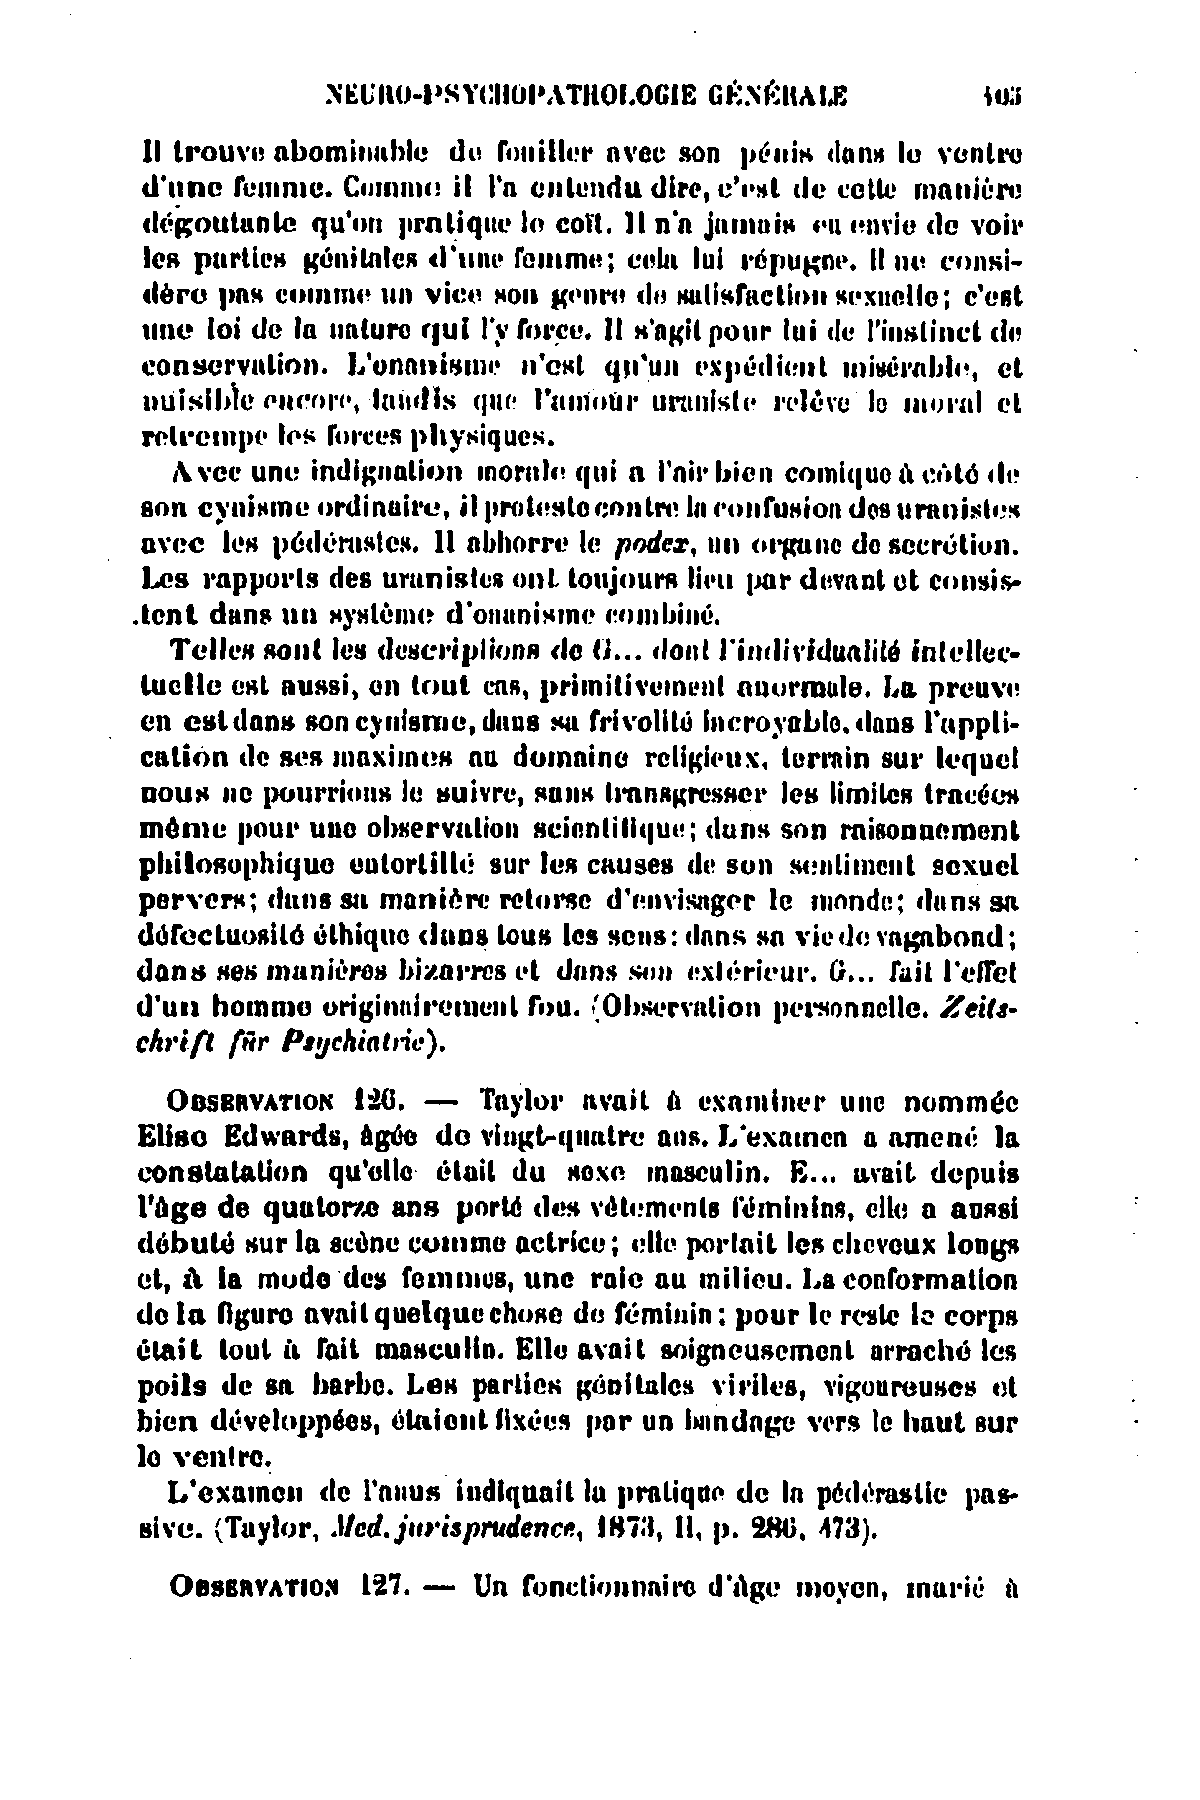 NEURO-PSYCHOPATHOLOGIE GÉNÉRALE 403
Il trouve abominable de fouiller avec son pénis dans le ventre
d'une femme. Comme il l'a entendu dire, c'est de cette manière
dégoutante qu'on pratique le coït. Il n'a jamais eu envie de voir
les parties génitales d'une femme; cela lui répugne. Il ne consi-
dère pas comme un vice son genre de satisfaction sexuelle; c'est
une loi de la nature qui l'y force. Il s'agit pour lui de l'instinct de
conservation. L'onanisme n'est qu'un expédient misérable, et
nuisible encore, tandis que l'amour uraniste relève le moral et
retrempe les forces physiques.
Avec une indignation morale qui a l'air bien comique à côté de
son cynisme ordinaire, il proteste contre la confusion des uranistes
avec les pédérastes. Il abhorre le podex, un organe de secrétion.
Les rapports des uranistes ont toujours lieu par devant et consis-
tent dans un système d'onanisme combiné.
Telles sont les descriptions de G... dont l'individualité intellec-
tuelle est aussi, en tout cas, primitivement anormale. La preuve
en est dans son cynisme, dans sa frivolité incroyable, dans l'appli-
cation de ses maximes au domaine religieux, terrain sur lequel
nous ne pourrions le suivre, sans transgresser les limites tracées
même pour une observation scientifique; dans son raisonnement
philosophique entortillé sur les causes de son sentiment sexuel
pervers; dans sa manière retorse d'envisager le monde; dans sa
défectuosité éthique dans tous les sens: dans sa vie de vagabond;
dans ses manières bizarres et dans son extérieur. G... fait l'effet
d'un homme originairement fou. (Observation personnelle. Zeits-
chrift für Psychiatrie).
OBSERVATION 126. — Taylor avait à examiner une nommée
Elise Edwards, âgée de vingt-quatre ans. L'examen a amené la
constatation qu'elle était du sexe masculin. E... avait depuis
l'âge de quatorze ans porté des vêtements féminins, elle a aussi
débuté sur la scène comme actrice; elle portait les cheveux longs
et, à la mode des femmes, une raie au milieu. La conformation
de la figure avait quelque chose de féminin; pour le reste le corps
était tout à fait masculin. Elle avait soigneusement arraché les
poils de sa barbe. Les parties génitales viriles, vigoureuses et
bien développées, étaient fixées par un bandage vers le haut sur
le ventre.
L'examen de l'anus indiquait la pratique de la pédérastie pas-
sive. (Taylor, Med. jurisprudence, 1873, II, p. 286, 473).
OBSERVATION 127. — Un fonctionnaire d'âge moyen, marié à